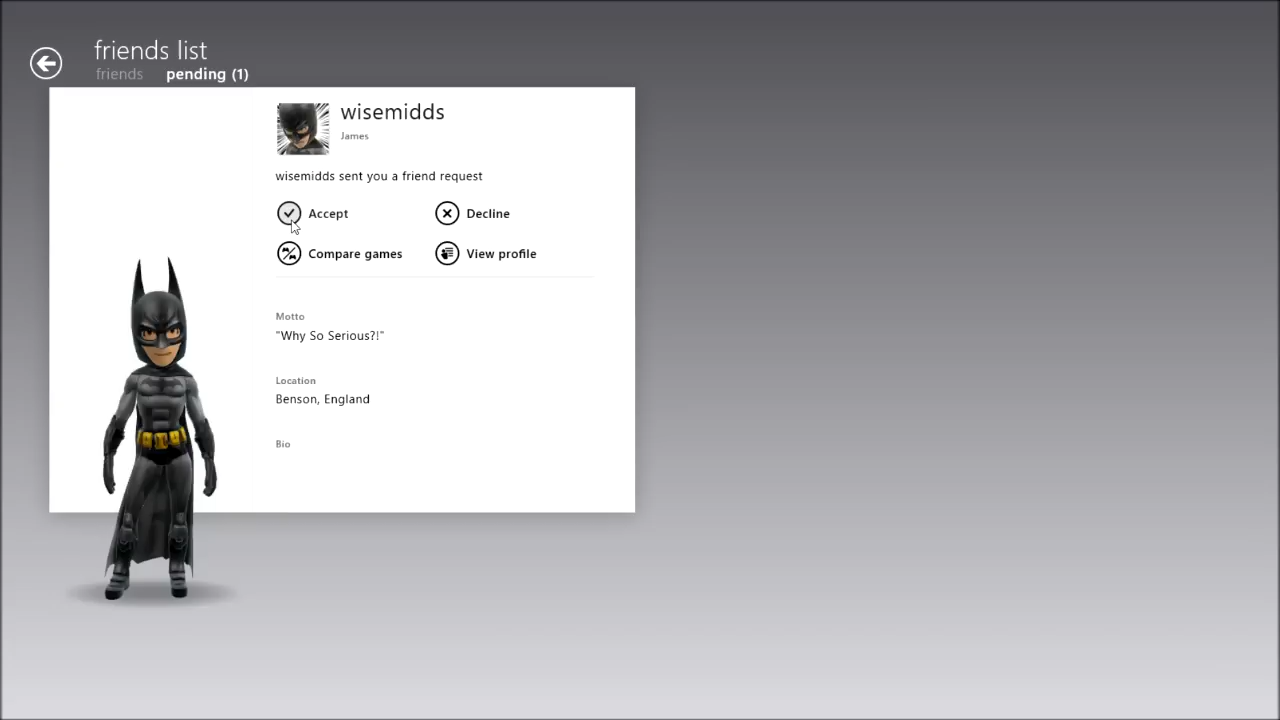 friends list
friends pending (1)
wisemidds
James
wisemidds sent you a friend request
Accept Decline
Compare games View profile
Motto
"Why So Serious?!"
Location
Benson, England
Bio